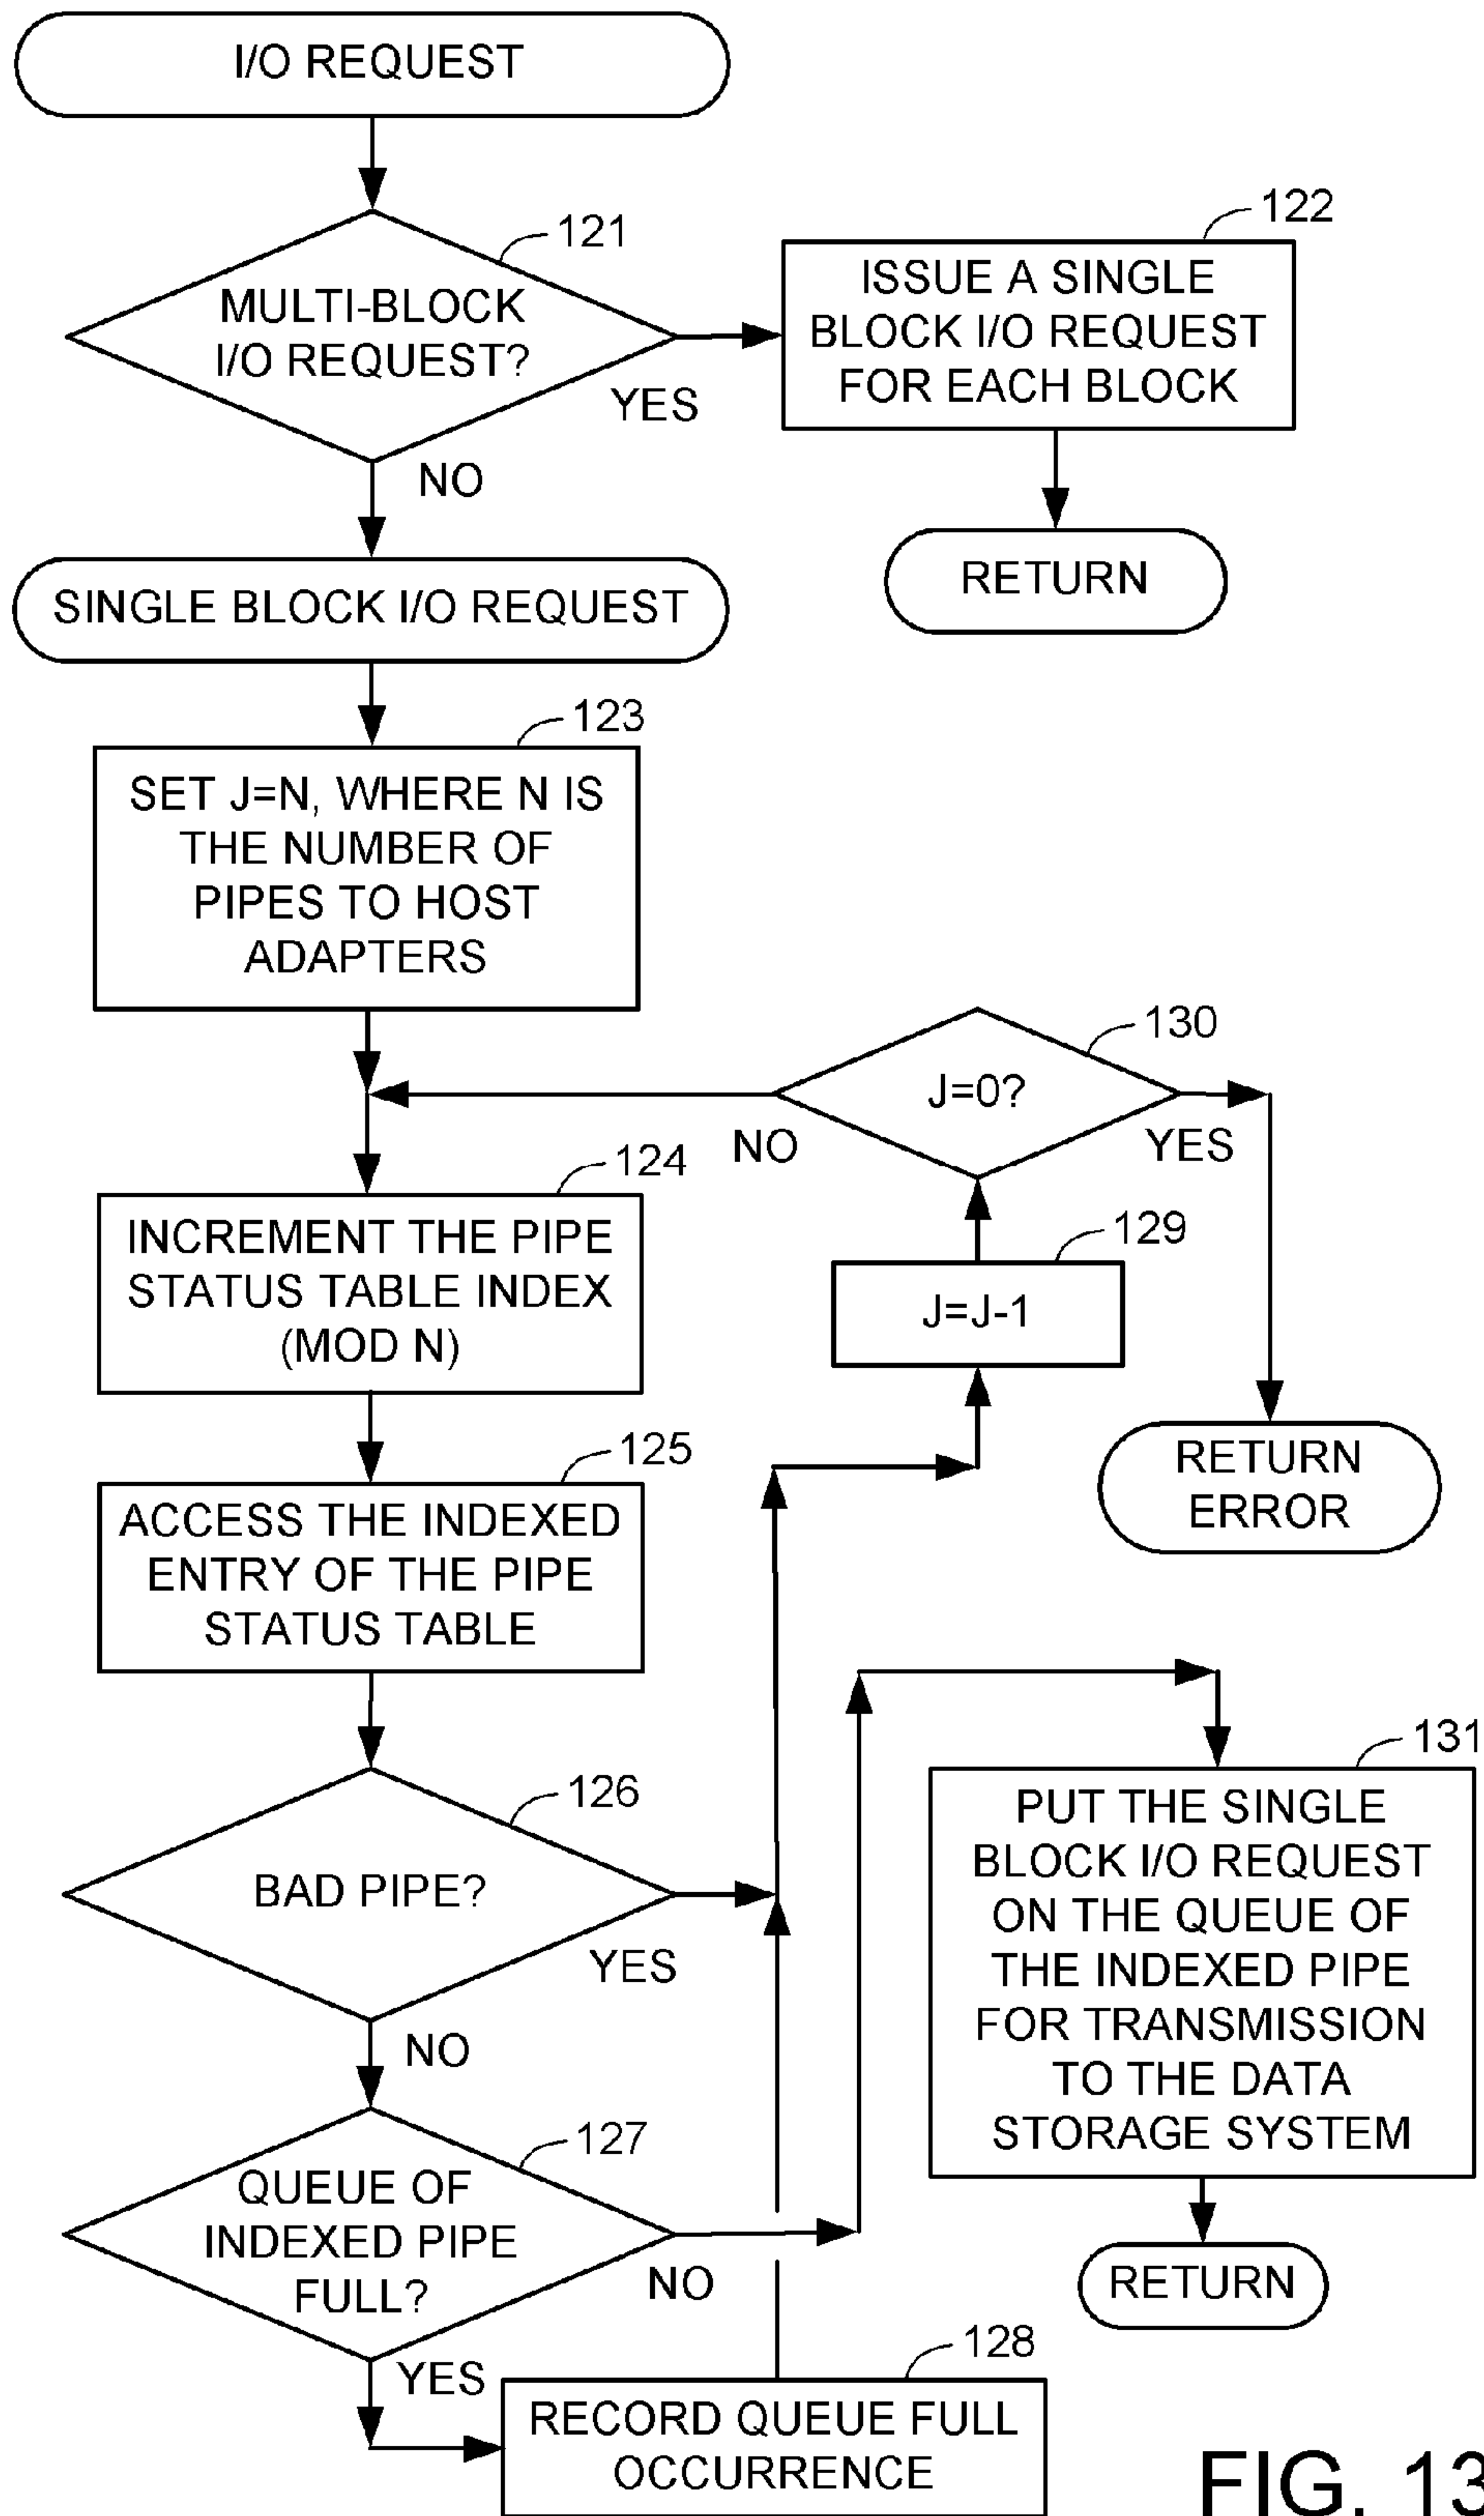 I/O REQUEST
121
MULTI-BLOCK
I/O REQUEST?
YES
NO
122
ISSUE A SINGLE
BLOCK I/O REQUEST
FOR EACH BLOCK
RETURN
SINGLE BLOCK I/O REQUEST
123
SET J=N, WHERE N IS
THE NUMBER OF
PIPES TO HOST
ADAPTERS
130
J=0?
NO
YES
124
INCREMENT THE PIPE
STATUS TABLE INDEX
(MOD N)
129
J=J-1
RETURN
ERROR
125
ACCESS THE INDEXED
ENTRY OF THE PIPE
STATUS TABLE
126
BAD PIPE?
YES
NO
131
PUT THE SINGLE
BLOCK I/O REQUEST
ON THE QUEUE OF
THE INDEXED PIPE
FOR TRANSMISSION
TO THE DATA
STORAGE SYSTEM
RETURN
127
QUEUE OF
INDEXED PIPE
FULL?
NO
YES
128
RECORD QUEUE FULL
OCCURRENCE
FIG. 13